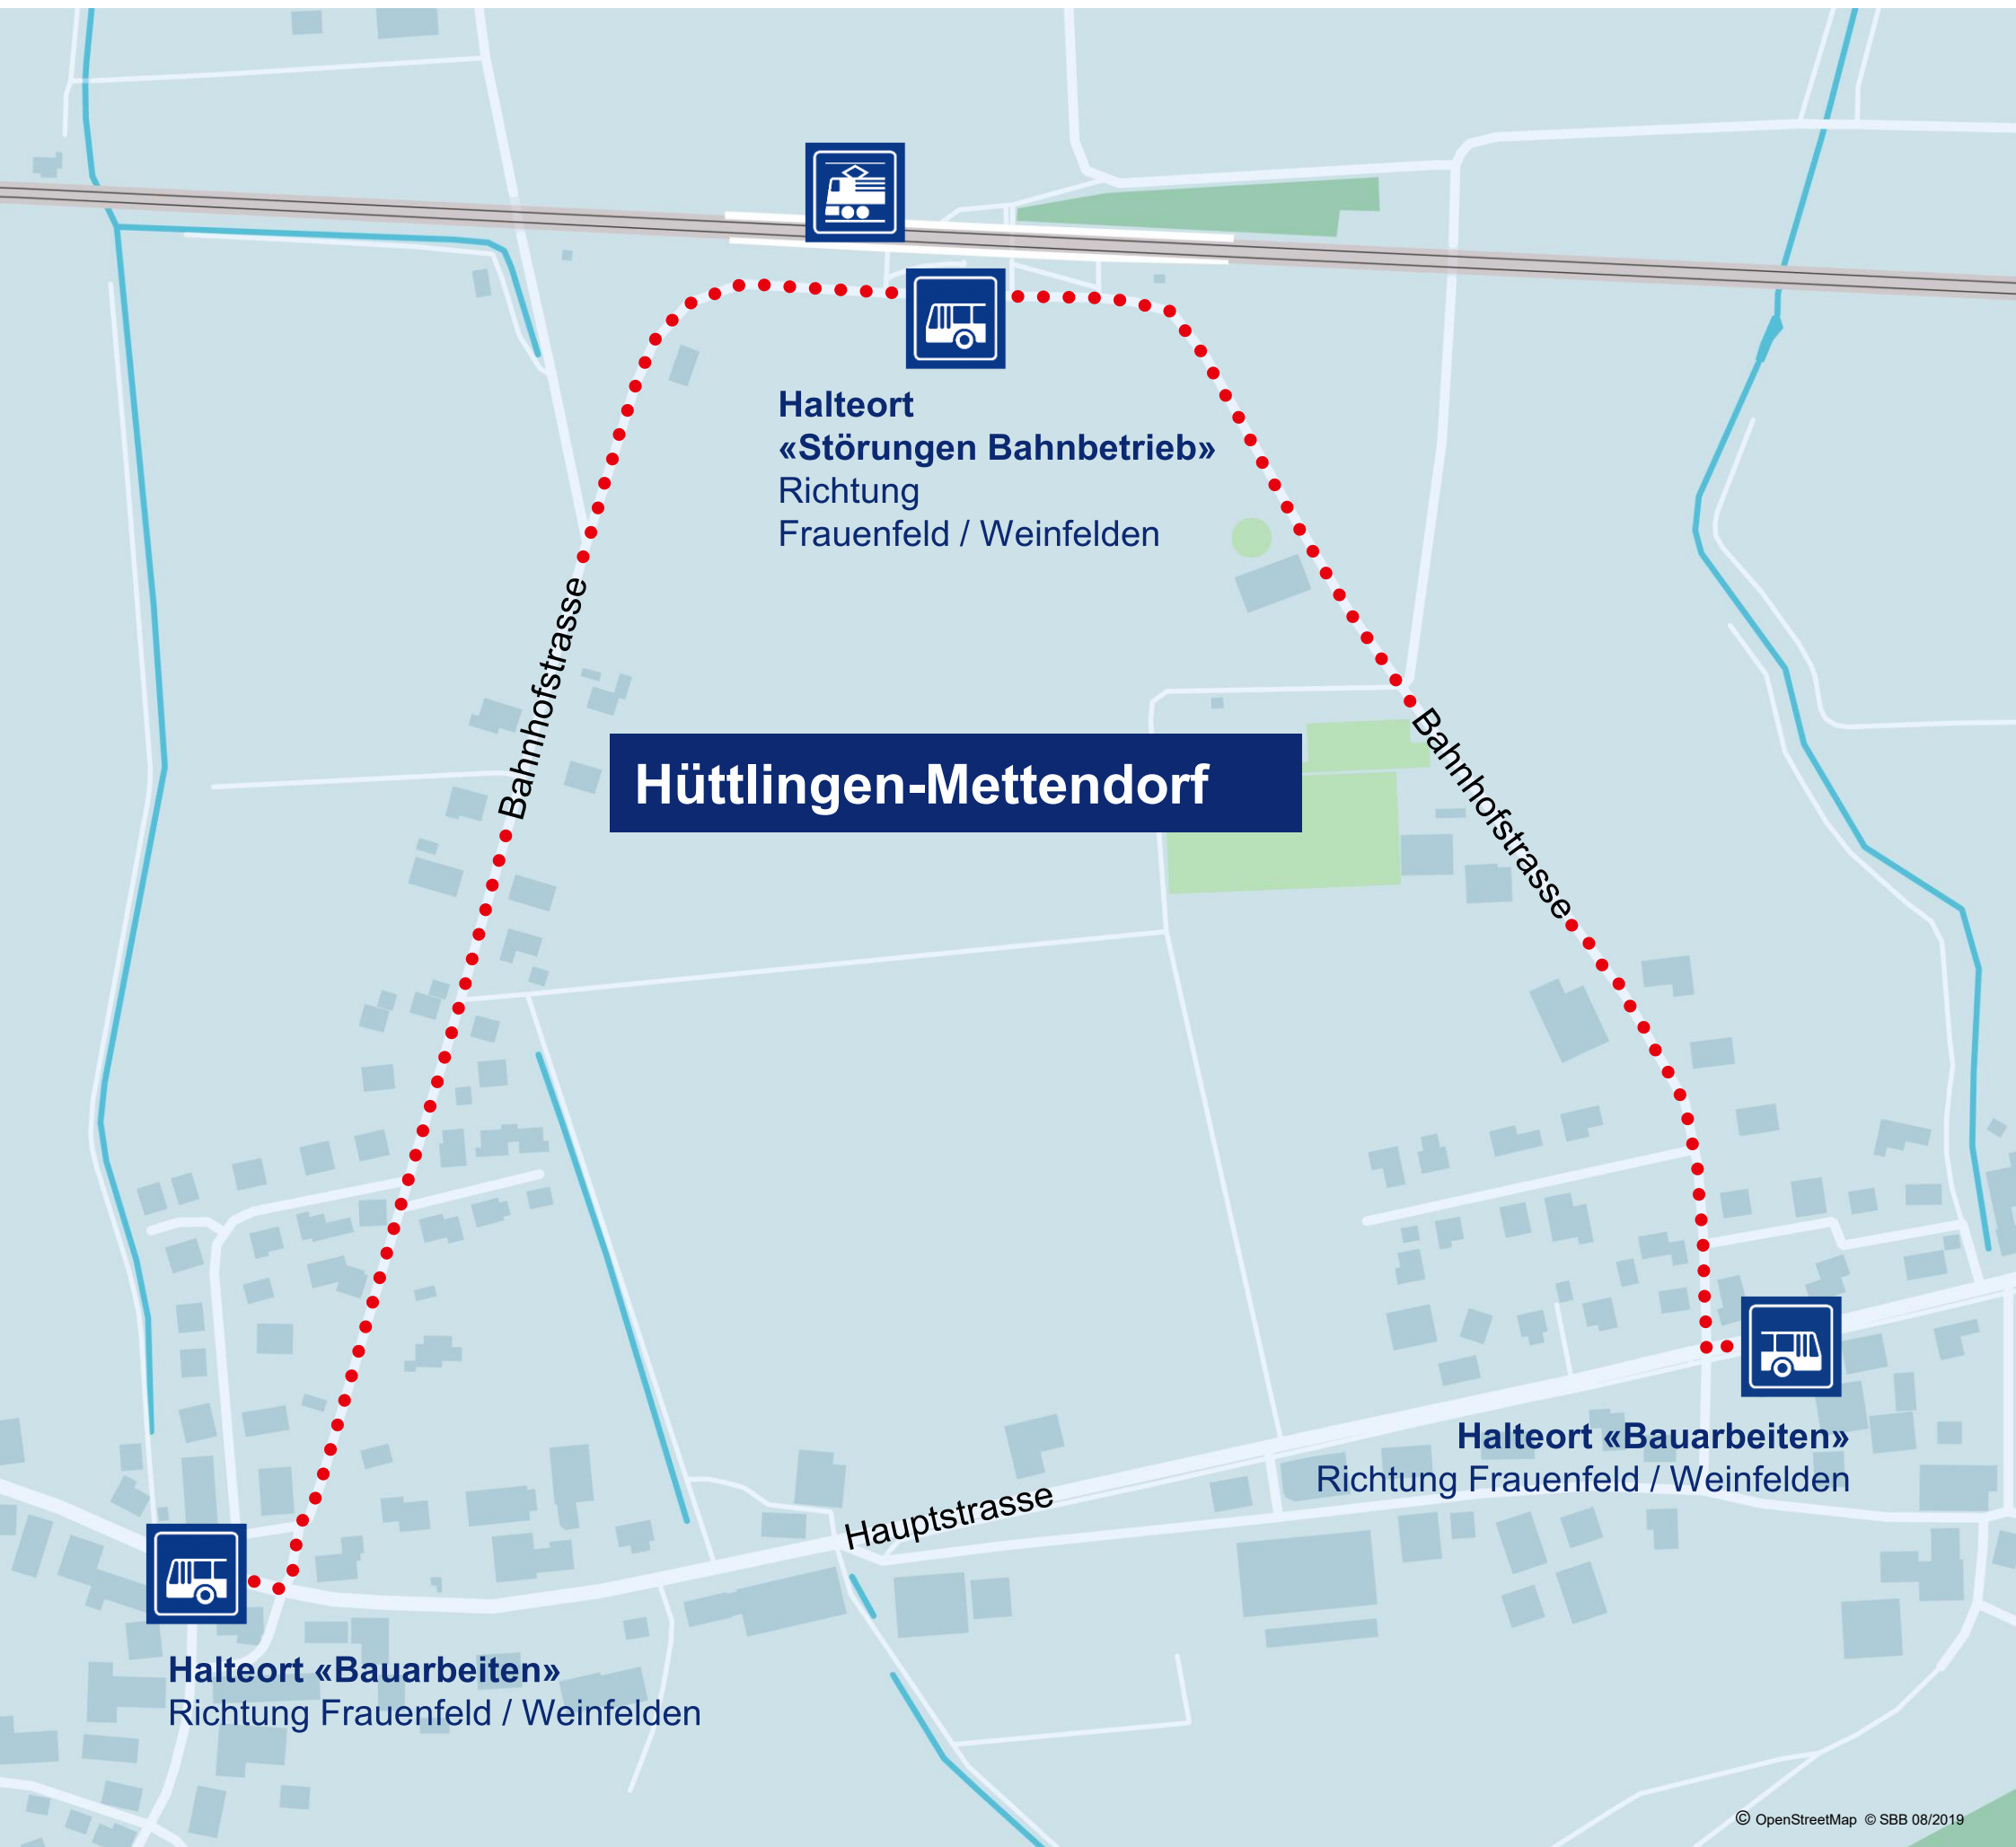 Halteort
«Störungen Bahnbetrieb»
Richtung
Frauenfeld / Weinfelden
Bahnhofstrasse
Hüttlingen-Mettendorf
Bahnhofstrasse
Halteort «Bauarbeiten»
Richtung Frauenfeld / Weinfelden
Hauptstrasse
Halteort «Bauarbeiten»
Richtung Frauenfeld / Weinfelden
© OpenStreetMap © SBB 08/2019